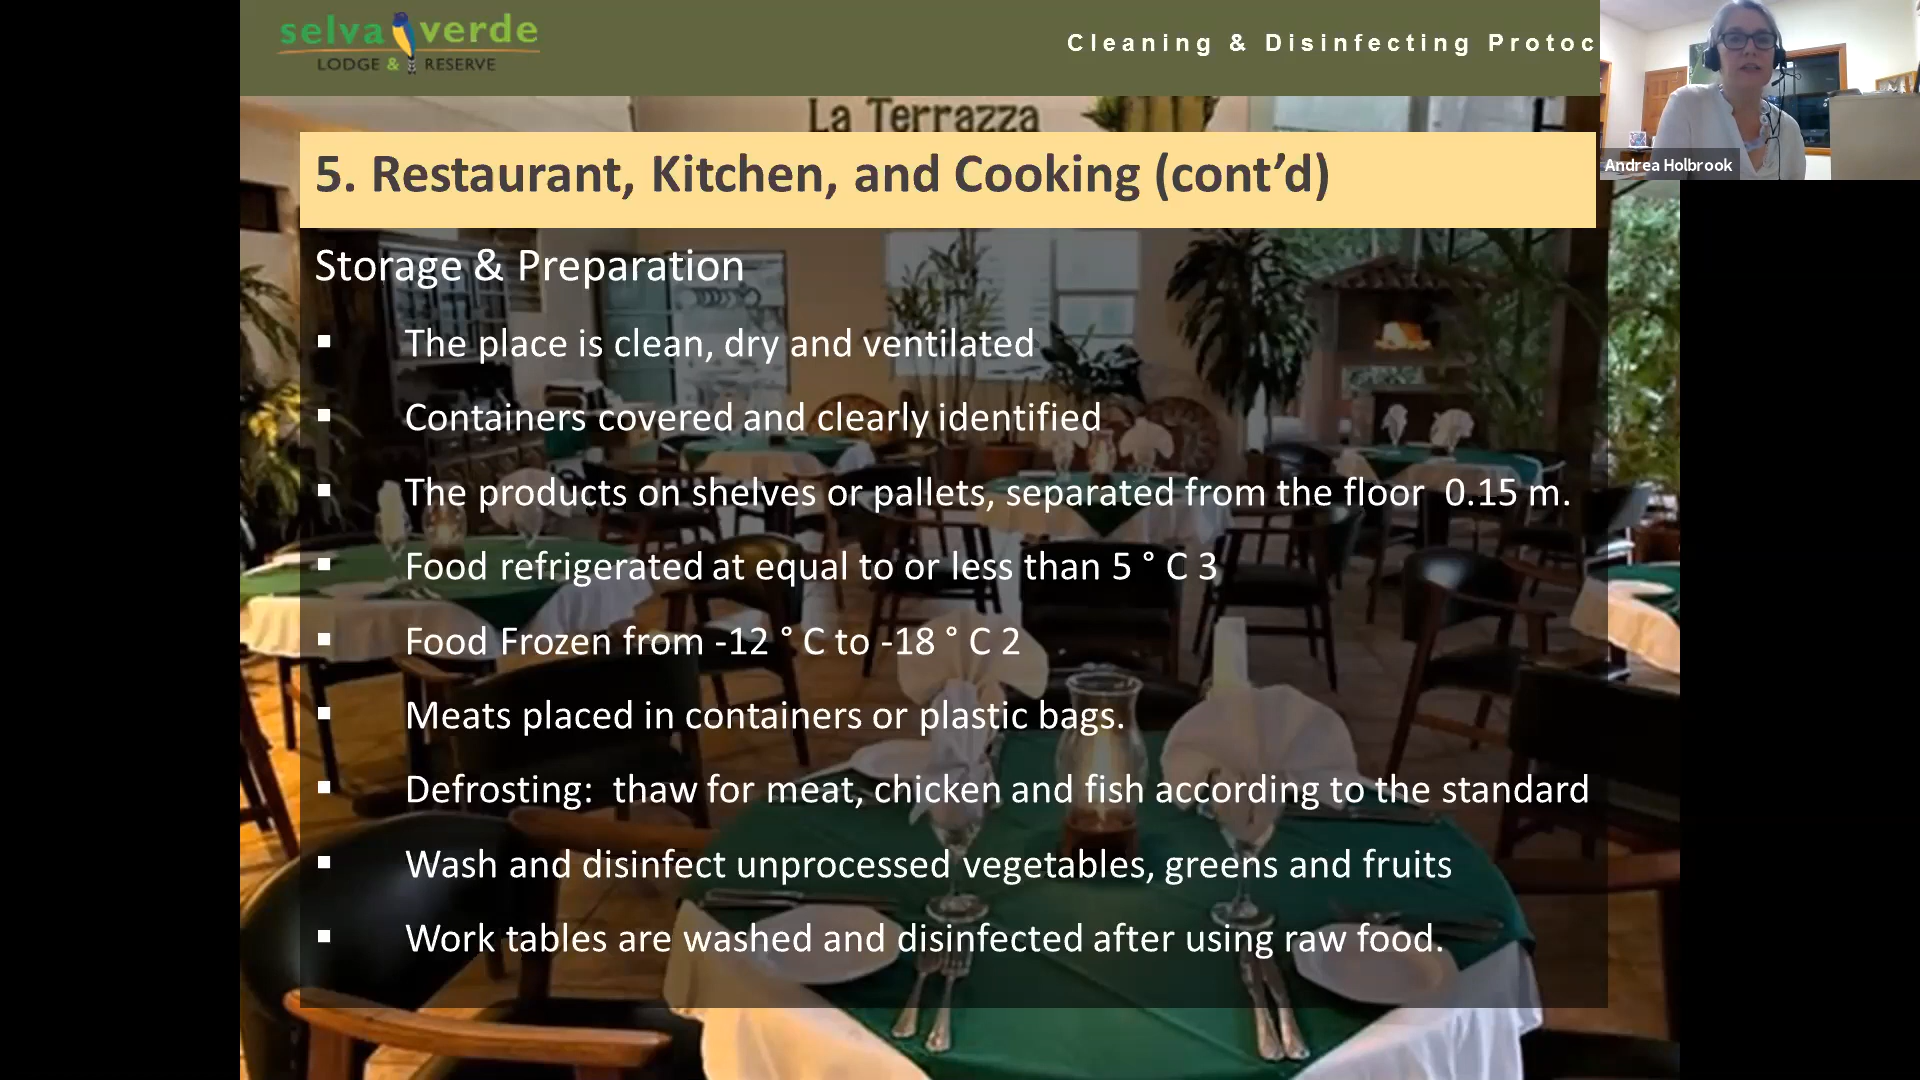 selva verde
LODGE & RESERVE
Cleaning & Disinfecting Protoc
Andrea Holbrook
La Terrazza
5. Restaurant, Kitchen, and Cooking (cont’d)
Storage & Preparation
▪ The place is clean, dry and ventilated
▪ Containers covered and clearly identified
▪ The products on shelves or pallets, separated from the floor 0.15 m.
▪ Food refrigerated at equal to or less than 5 ° C 3
▪ Food Frozen from -12 ° C to -18 ° C 2
▪ Meats placed in containers or plastic bags.
▪ Defrosting: thaw for meat, chicken and fish according to the standard
▪ Wash and disinfect unprocessed vegetables, greens and fruits
▪ Work tables are washed and disinfected after using raw food.